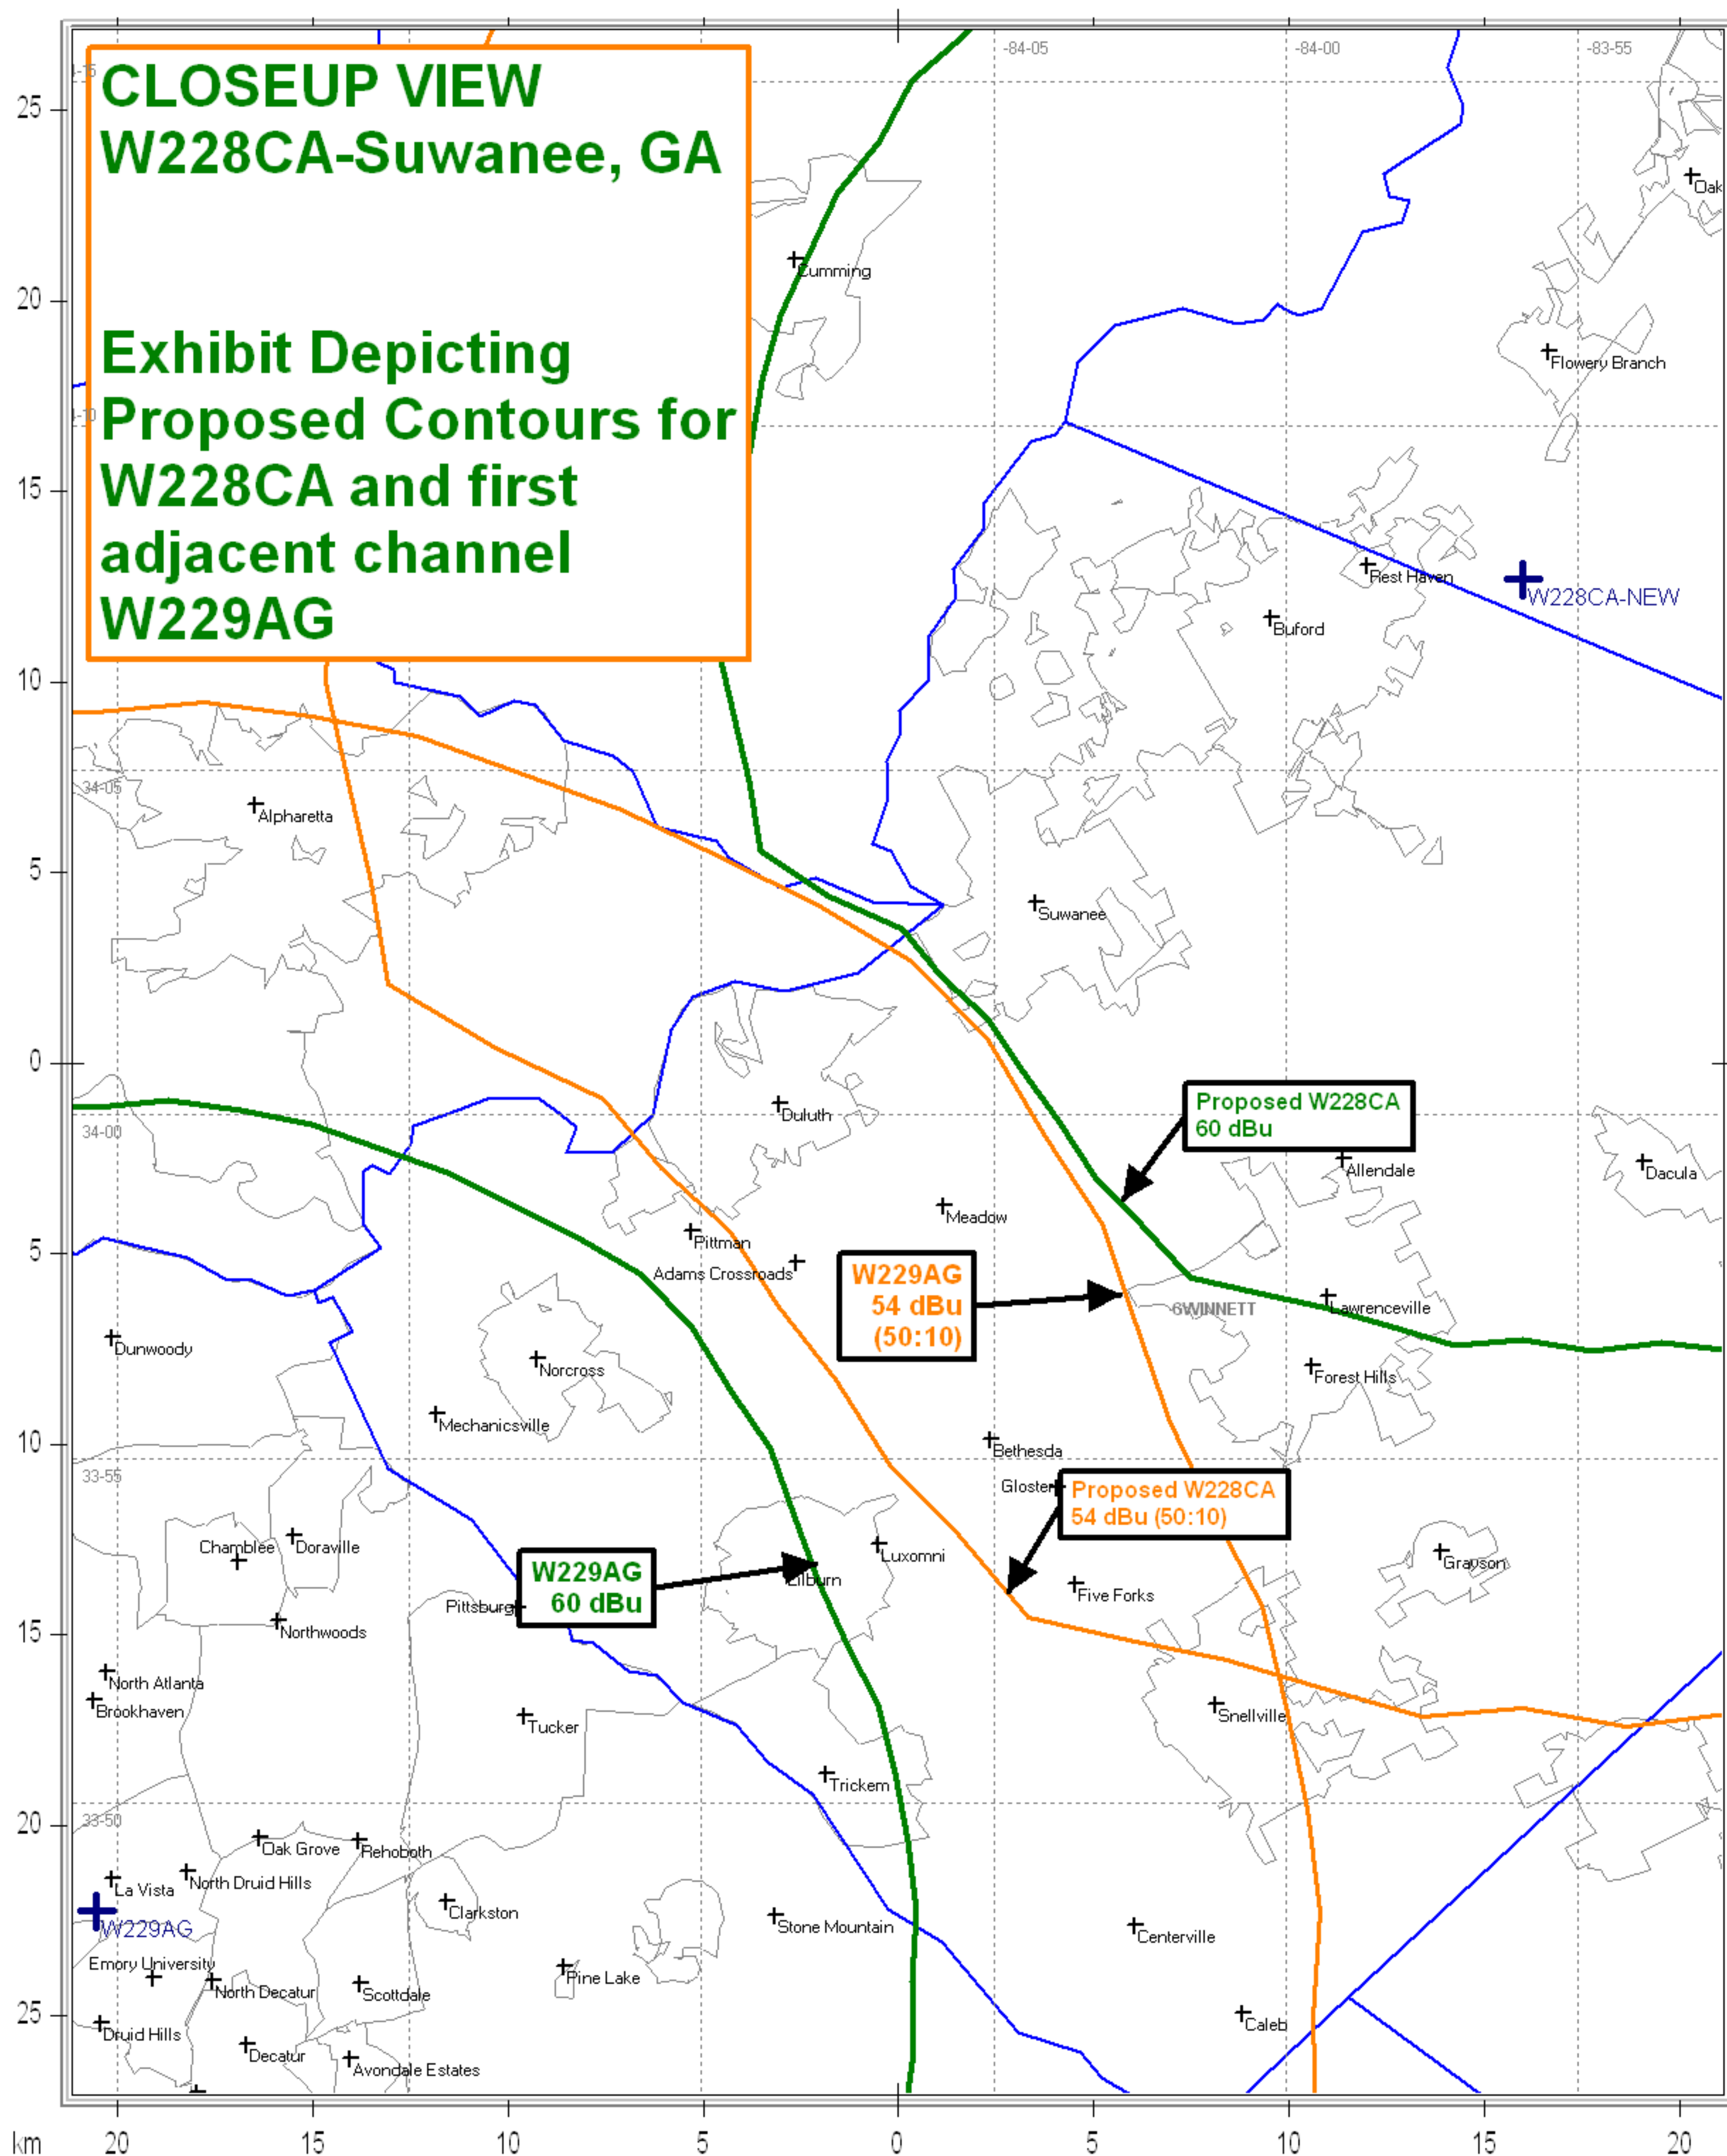 CLOSEUP VIEW
W228CA-Suwanee, GA
Exhibit Depicting
Proposed Contours for
W228CA and first
adjacent channel
W229AG
-84-05
-84-00
-83-55
25
20
15
10
5
0
5
10
15
20
25
Oak
Cumming
Flowery Branch
Rest Haven
W228CA-NEW
Buford
34-05
Alpharetta
Suwanee
Duluth
34-00
Proposed W228CA
60 dBu
Allendale
Dacula
Meadow
Pittman
Adams Crossroads
W229AG
54 dBu
(50:10)
GWINNETT
Lawrenceville
Dunwoody
Norcross
Forest Hills
Mechanicsville
Bethesda
33-55
Gloster
Proposed W228CA
54 dBu (50:10)
Chamblee
Doraville
Luxomni
Grayson
W229AG
60 dBu
Lilburn
Five Forks
Pittsburg
Northwoods
North Atlanta
Brookhaven
Tucker
Snellville
Trickem
33-50
Oak Grove
Rehoboth
La Vista
North Druid Hills
Clarkston
W229AG
Stone Mountain
Centerville
Emory University
North Decatur
Scottdale
Pine Lake
Druid Hills
Caleb
Decatur
Avondale Estates
km 20 15 10 5 0 5 10 15 20